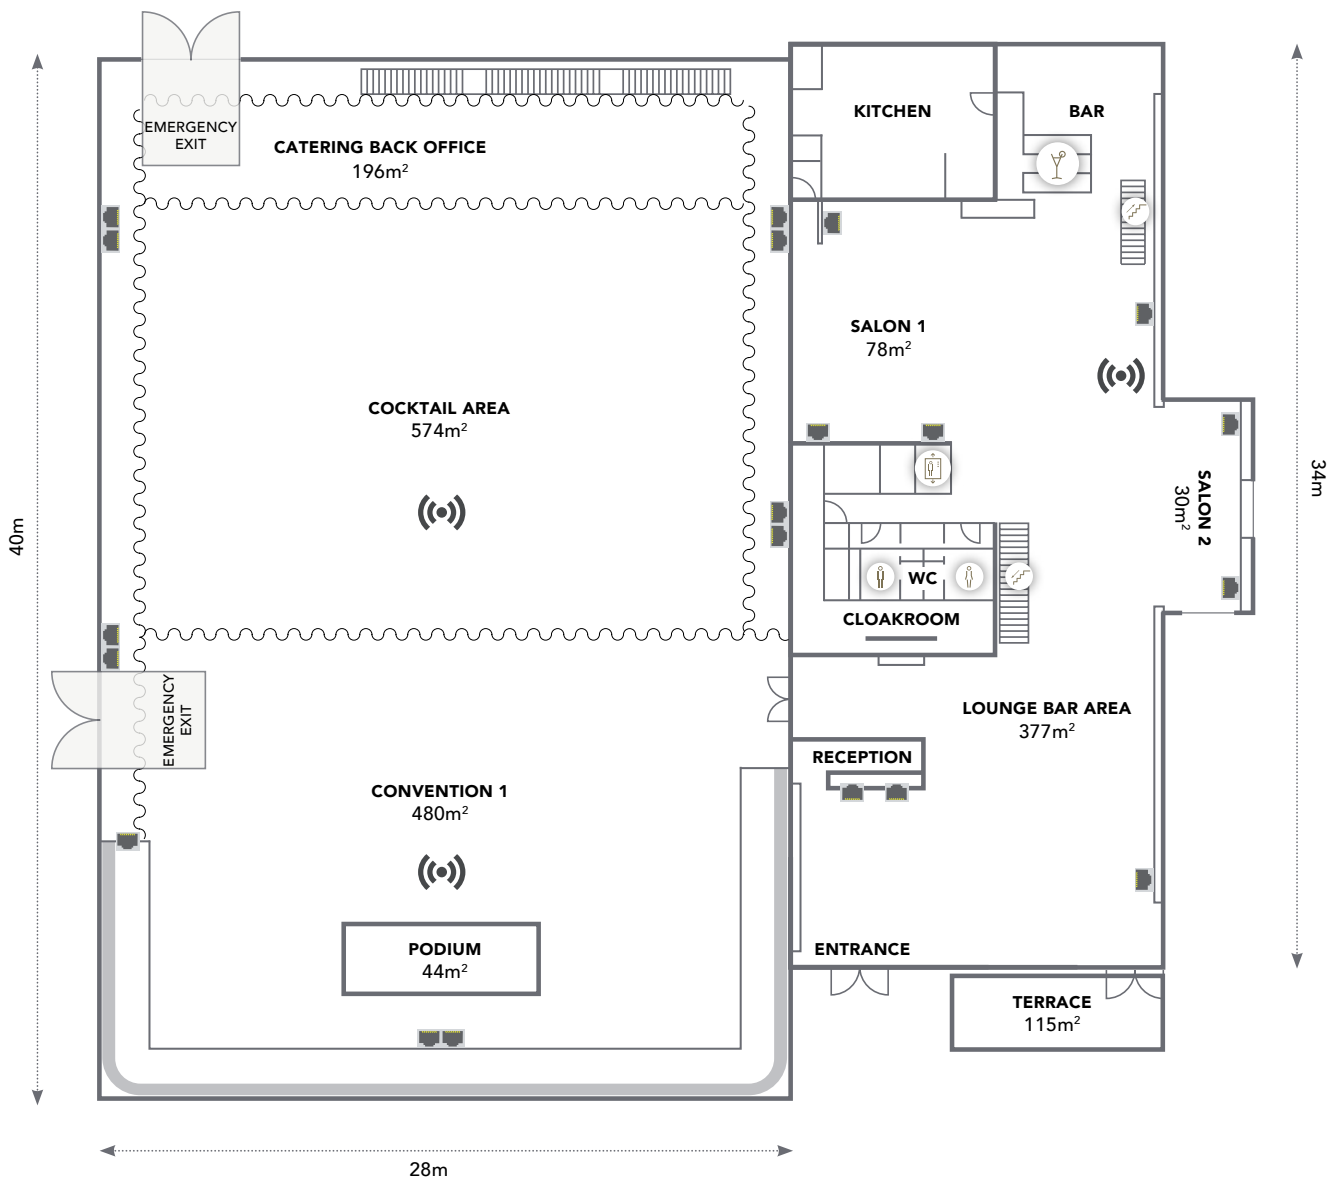 EMERGENCY
EXIT
CATERING BACK OFFICE
196m²
KITCHEN
BAR
SALON 1
78m²
COCKTAIL AREA
574m²
40m
34m
SALON 2
30m²
WC
CLOAKROOM
EMERGENCY
EXIT
LOUNGE BAR AREA
377m²
RECEPTION
CONVENTION 1
480m²
PODIUM
44m²
ENTRANCE
TERRACE
115m²
28m